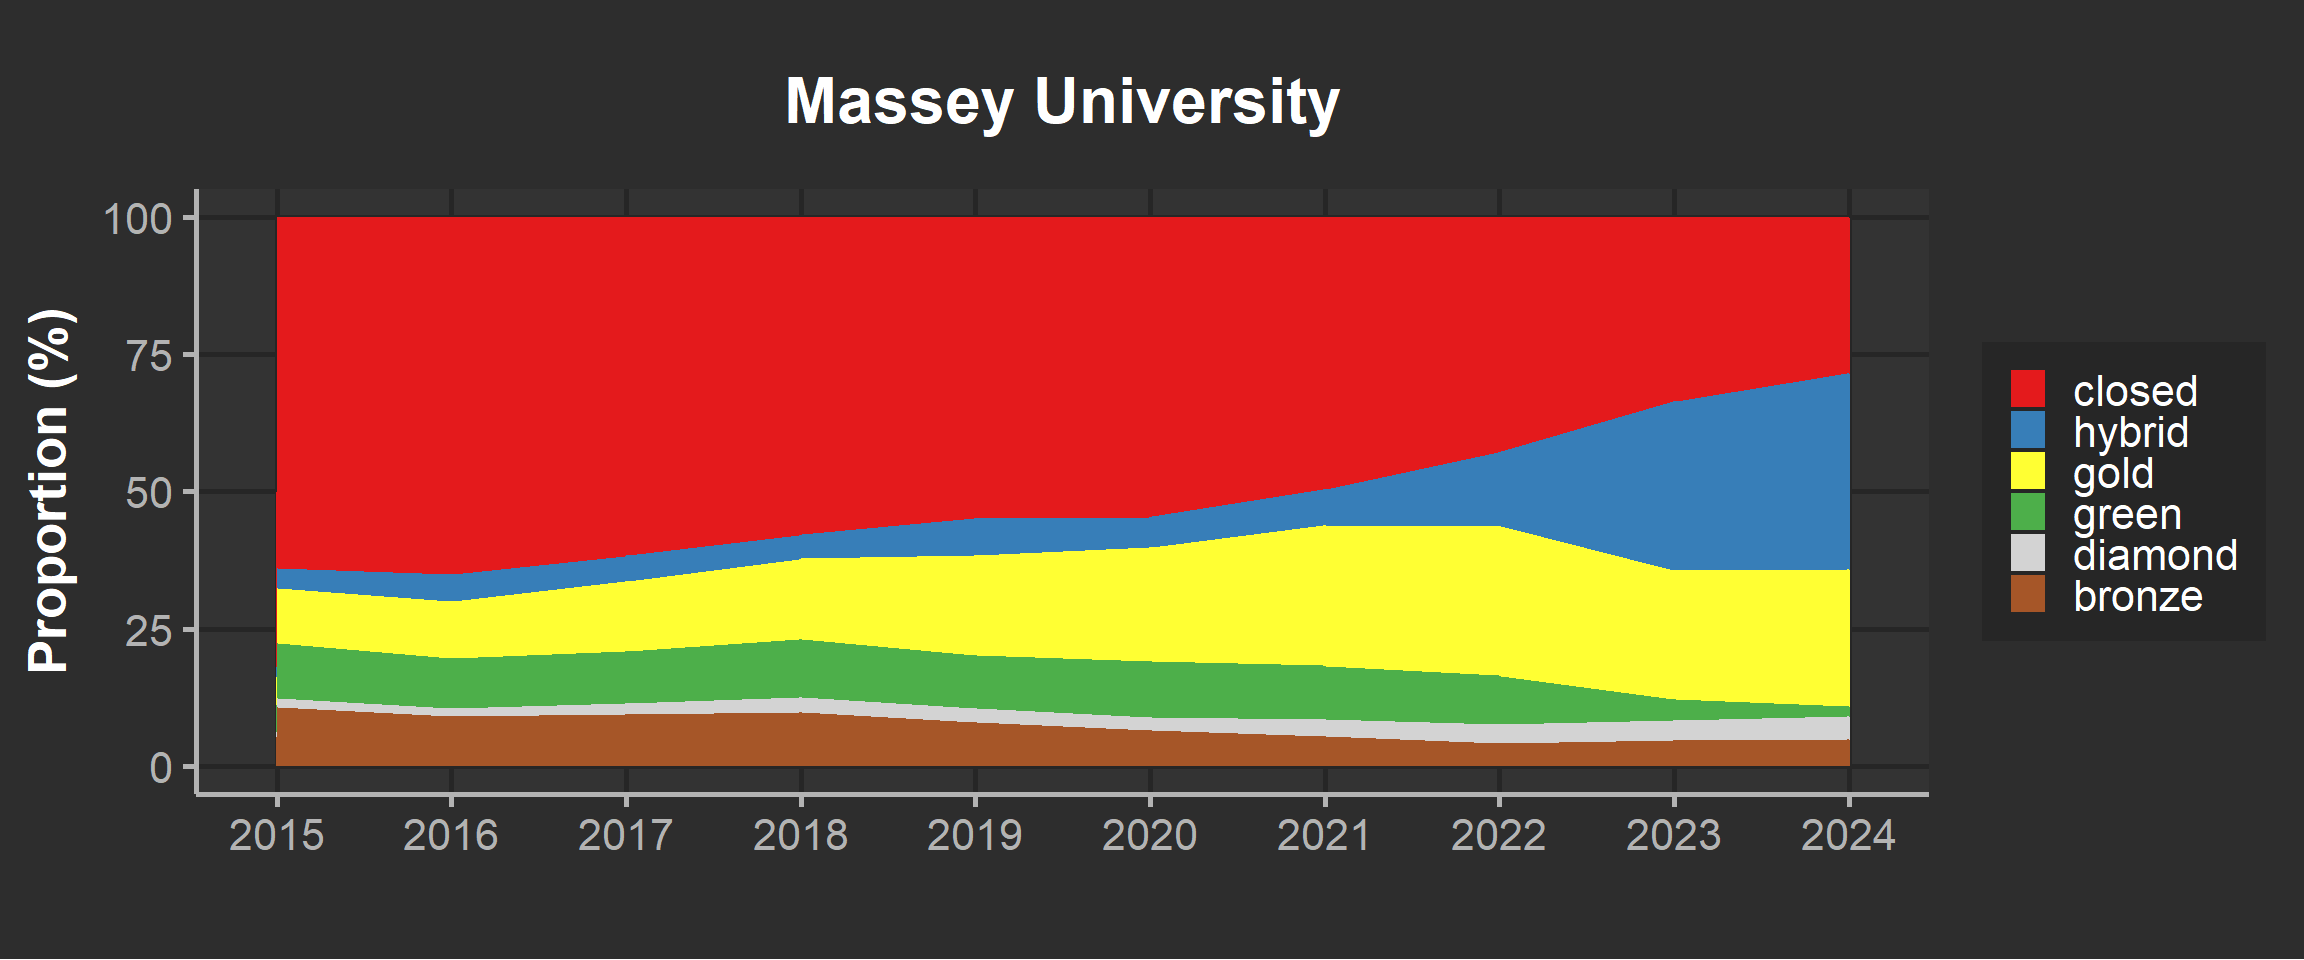 Massey University
Proportion (%)
100
75
50
25
0
2015 2016 2017 2018 2019 2020 2021 2022 2023 2024
closed
hybrid
gold
green
diamond
bronze